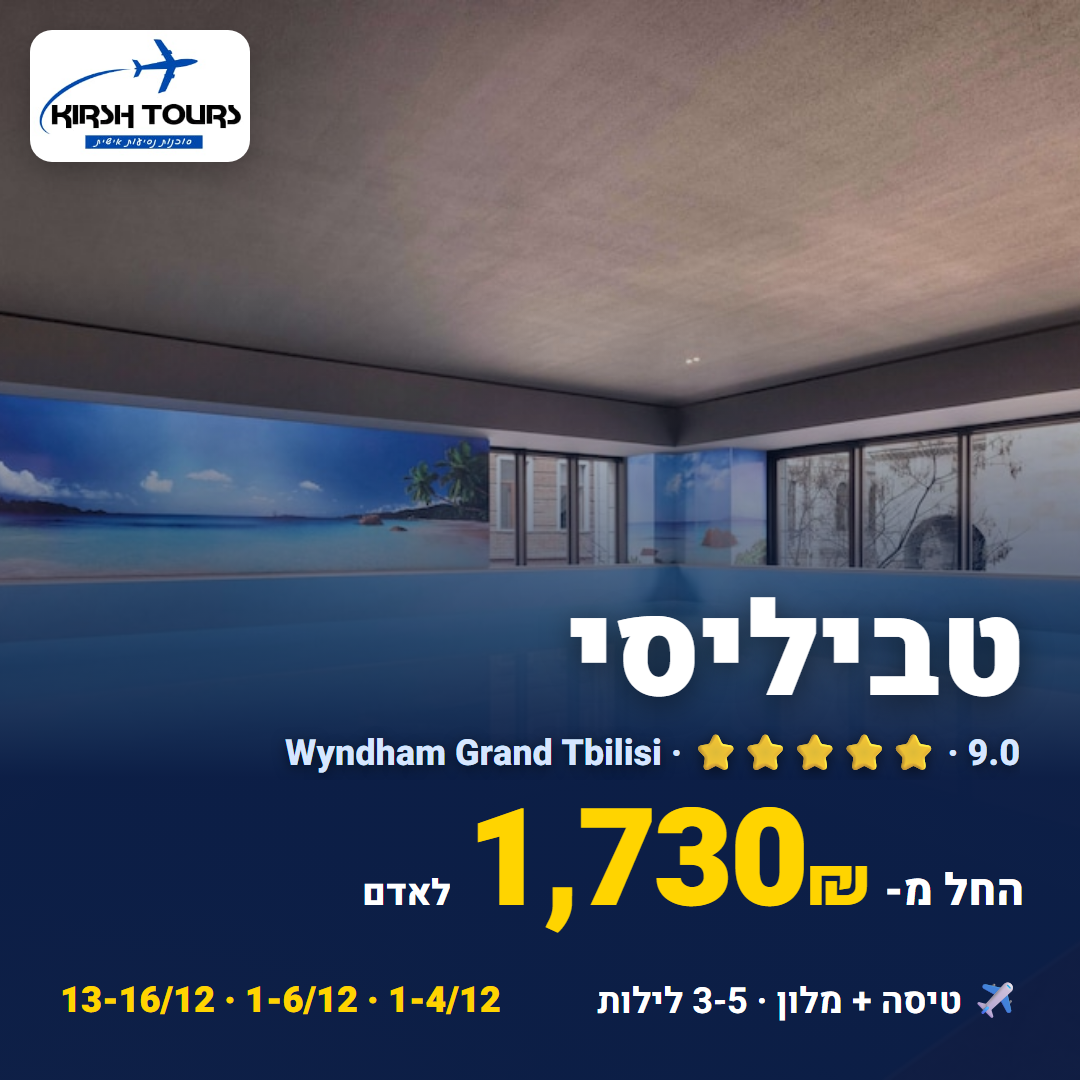 KIRSH TOURS
סוכנות נסיעות אישית
טביליסי
Wyndham Grand Tbilisi · ⭐⭐⭐⭐⭐ · 9.0
החל מ- ₪1,730 לאדם
✈️ טיסה + מלון · 3-5 לילות
13-16/12 · 1-6/12 · 1-4/12